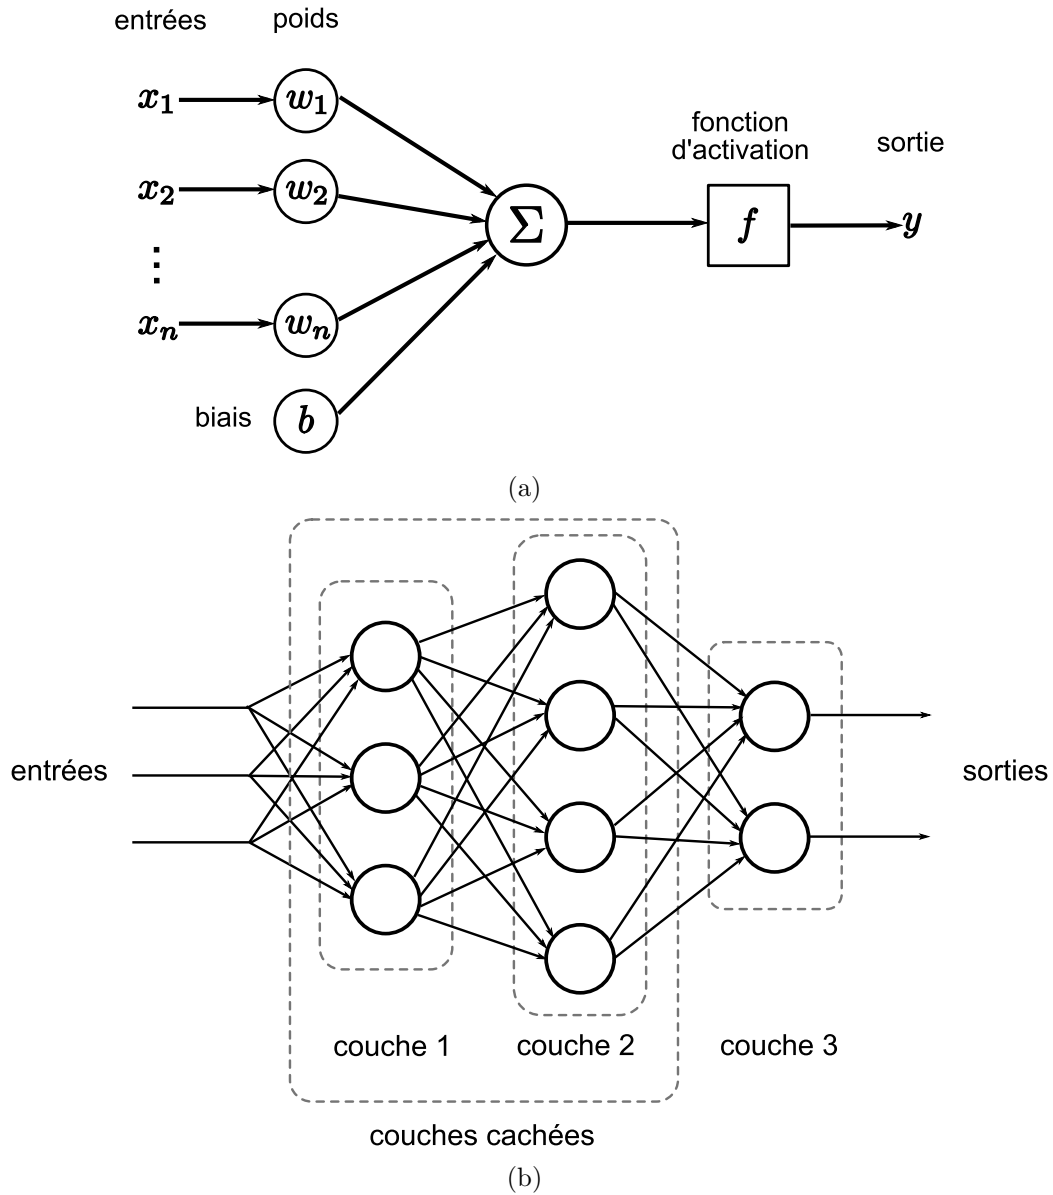 entrées poids
x1 w1
fonction
d'activation
sortie
x2 w2
Σ f y
⋮
xn wn
biais b
(a)
entrées
sorties
couche 1 couche 2 couche 3
couches cachées
(b)